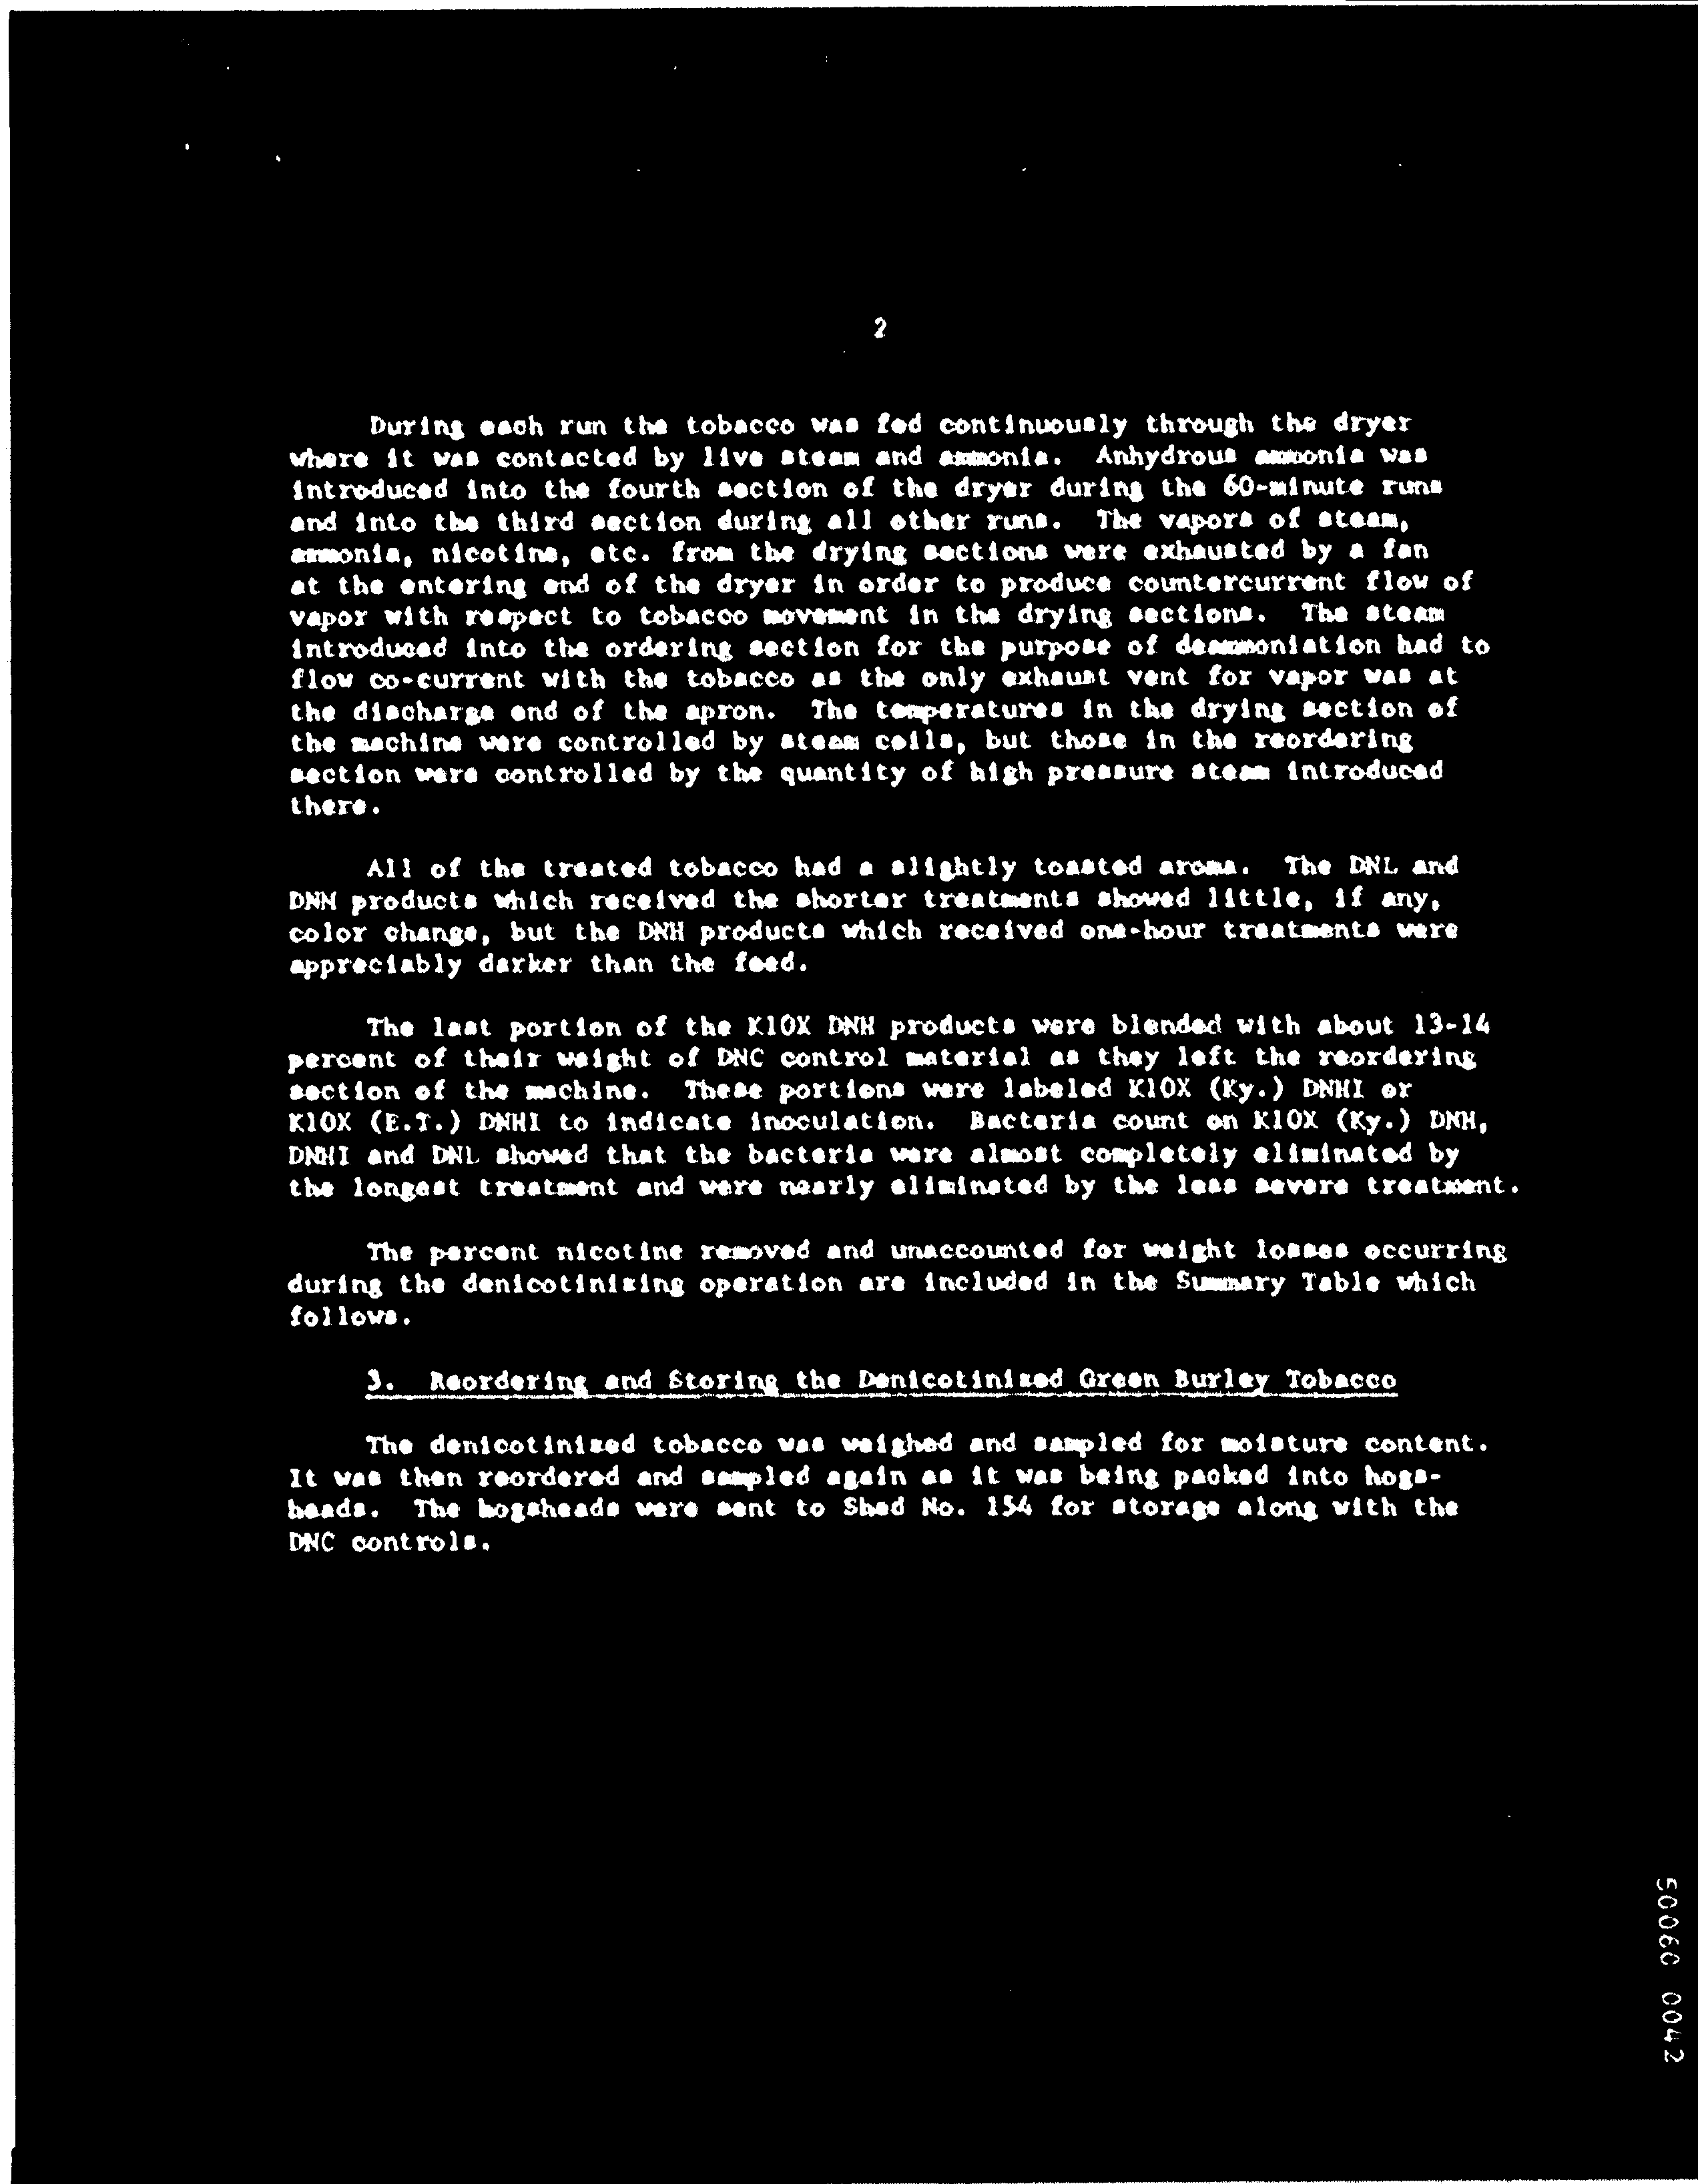 2
During each run the tobacco was fed continuously through the dryer
where it was contacted by live steam and ammonia.  Anhydrous ammonia was
introduced into the fourth section of the dryer during the 60-minute runs
and into the third section during all other runs.  The vapors of steam,
ammonia, nicotine, etc. from the drying sections were exhausted by a fan
at the entering end of the dryer in order to produce countercurrent flow of
vapor with respect to tobacco movement in the drying sections.  The steam
introduced into the ordering section for the purpose of deammoniation had to
flow co-current with the tobacco as the only exhaust vent for vapor was at
the discharge end of the apron.  The temperatures in the drying section of
the machine were controlled by steam coils, but those in the reordering
section were controlled by the quantity of high pressure steam introduced
there.
All of the treated tobacco had a slightly toasted aroma.  The DNL and
DNM products which received the shorter treatments showed little, if any,
color change, but the DNH products which received one-hour treatments were
appreciably darker than the feed.
The last portion of the K10X DNH products were blended with about 13-14
percent of their weight of DNC control material as they left the reordering
section of the machine.  These portions were labeled K10X (Ky.) DNHI or
K10X (E.T.) DNHI to indicate inoculation.  Bacteria count on K10X (Ky.) DNH,
DNHI and DNL showed that the bacteria were almost completely eliminated by
the longest treatment and were nearly eliminated by the less severe treatment.
The percent nicotine removed and unaccounted for weight losses occurring
during the denicotinizing operation are included in the Summary Table which
follows.
3.  Reordering and Storing the Denicotinized Green Burley Tobacco
The denicotinized tobacco was weighed and sampled for moisture content.
It was then reordered and sampled again as it was being packed into hogs-
heads.  The hogsheads were sent to Shed No. 154 for storage along with the
DNC controls.
50060 0042